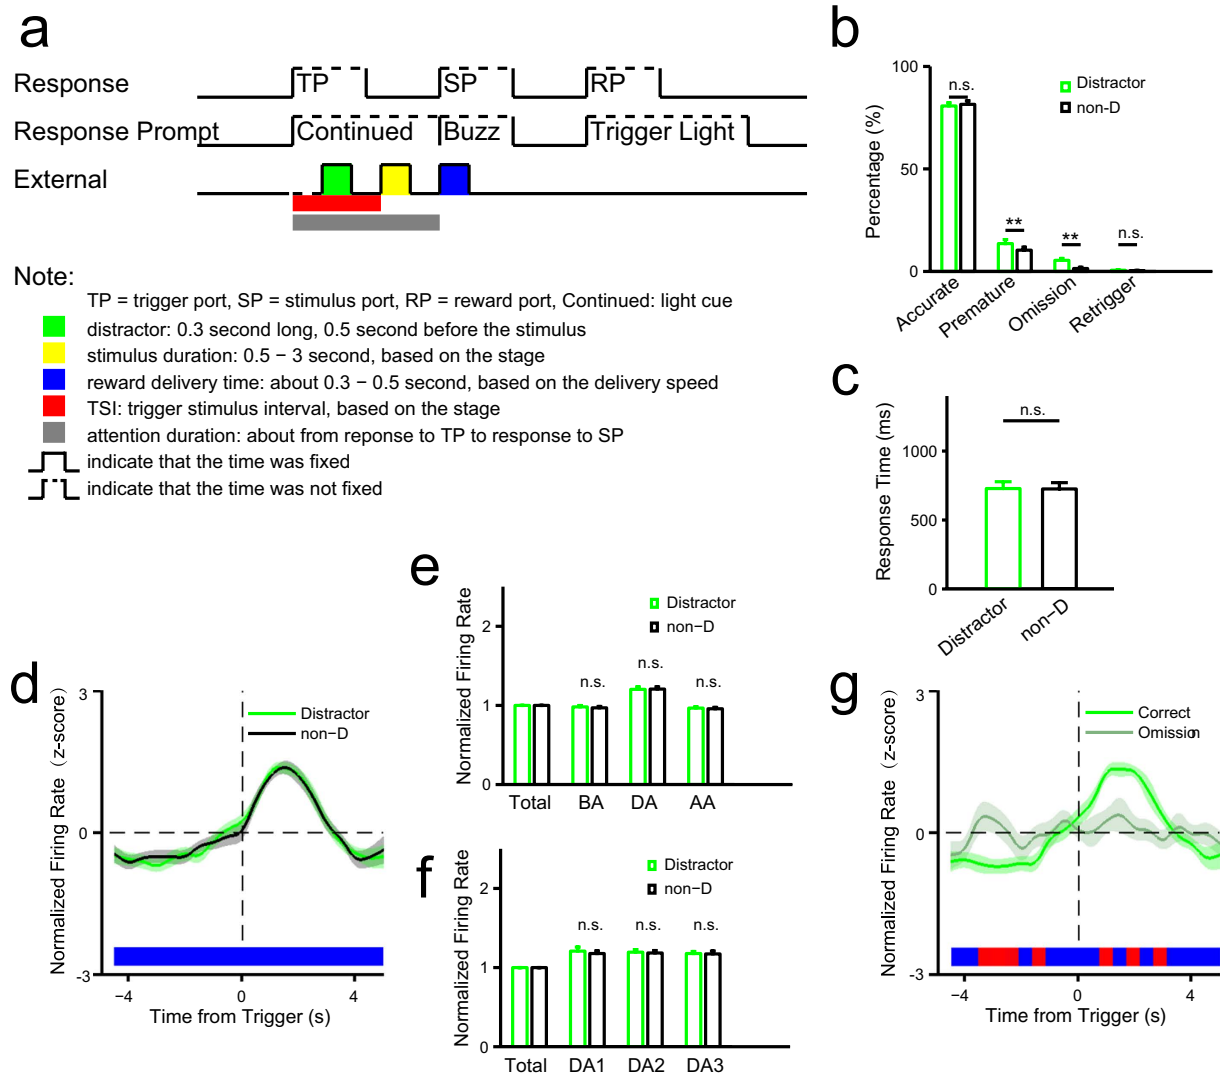 a
Response
TP
SP
RP
Response Prompt
Continued
Buzz
Trigger Light
External
Note:
TP = trigger port, SP = stimulus port, RP = reward port, Continued: light cue
distractor: 0.3 second long, 0.5 second before the stimulus
stimulus duration: 0.5 − 3 second, based on the stage
reward delivery time: about 0.3 − 0.5 second, based on the delivery speed
TSI: trigger stimulus interval, based on the stage
attention duration: about from reponse to TP to response to SP
indicate that the time was fixed
indicate that the time was not fixed
b
Percentage (%)
100
50
0
n.s.
**
**
n.s.
Distractor
non−D
Accurate
Premature
Omission
Retrigger
c
Response Time (ms)
1000
500
0
n.s.
Distractor
non−D
d
Normalized Firing Rate (z−score)
3
0
-3
Distractor
non−D
−4
0
4
Time from Trigger (s)
e
Normalized Firing Rate
2
1
0
Distractor
non−D
n.s.
n.s.
n.s.
Total
BA
DA
AA
f
Normalized Firing Rate
2
1
0
Distractor
non−D
n.s.
n.s.
n.s.
Total
DA1
DA2
DA3
g
Normalized Firing Rate (z−score)
3
0
-3
Correct
Omission
−4
0
4
Time from Trigger (s)